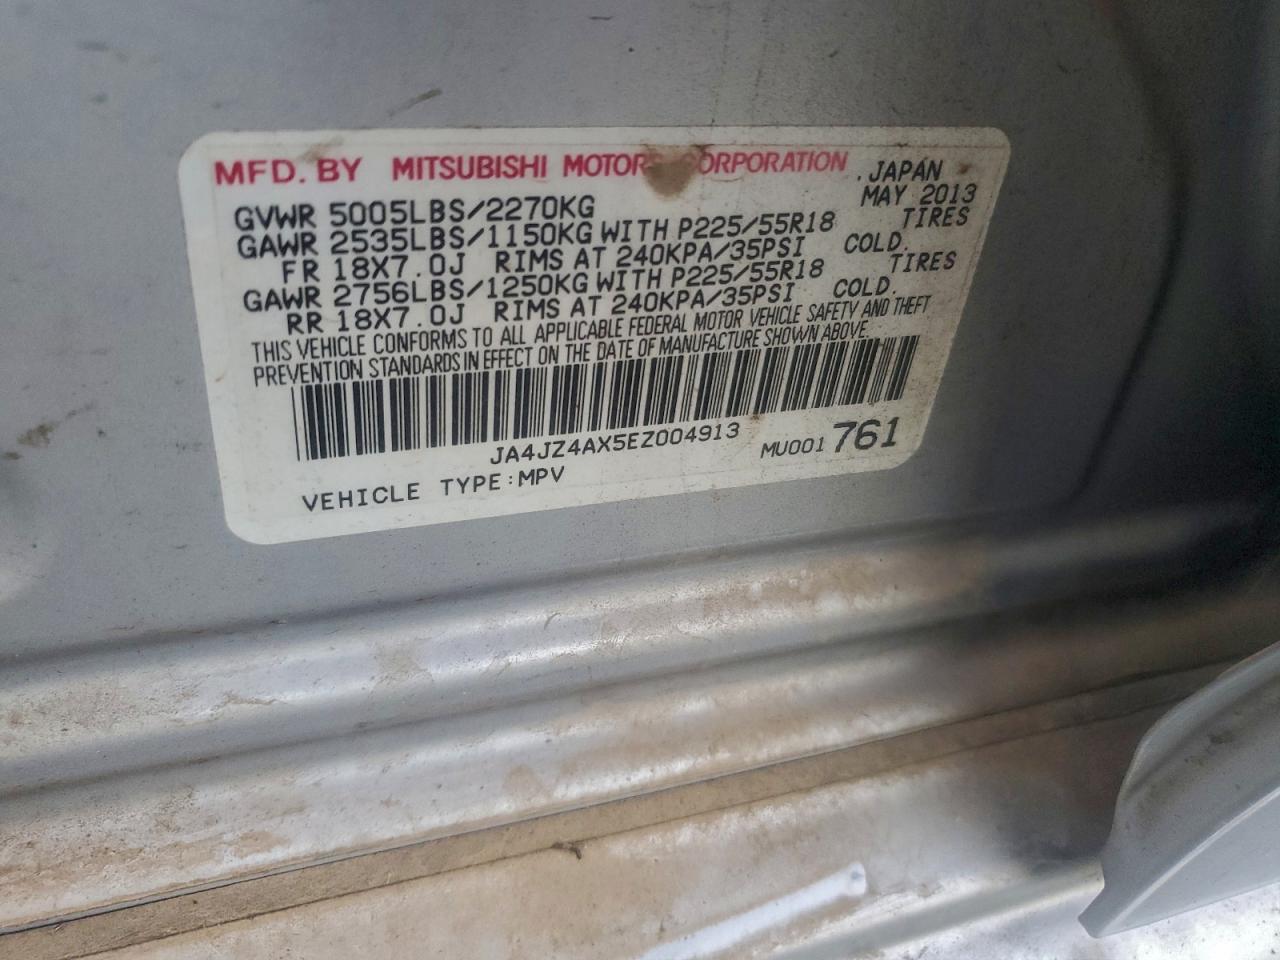 MFD. BY MITSUBISHI MOTORS CORPORATION . JAPAN
MAY 2013
GVWR 5005LBS/2270KG
GAWR 2535LBS/1150KG WITH P225/55R18 TIRES
FR 18X7.0J RIMS AT 240KPA/35PSI COLD.
GAWR 2756LBS/1250KG WITH P225/55R18 TIRES
RR 18X7.0J RIMS AT 240KPA/35PSI COLD.
THIS VEHICLE CONFORMS TO ALL APPLICABLE FEDERAL MOTOR VEHICLE SAFETY AND THEFT
PREVENTION STANDARDS IN EFFECT ON THE DATE OF MANUFACTURE SHOWN ABOVE.
JA4JZ4AX5EZ004913
MU001 761
VEHICLE TYPE:MPV